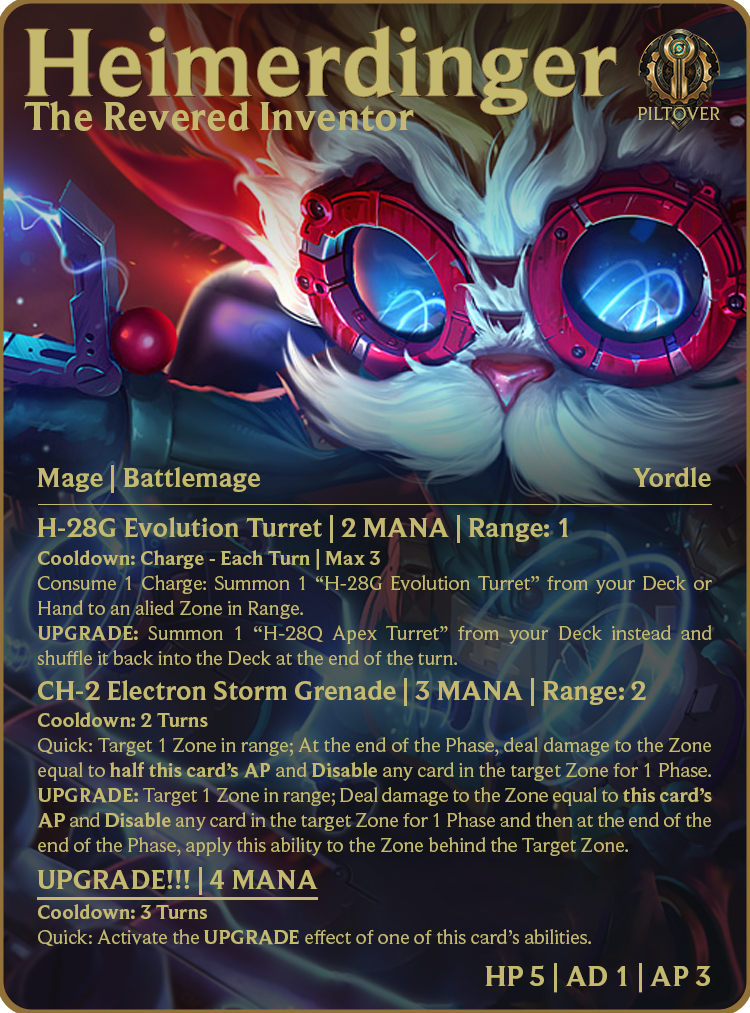 Heimerdinger
The Revered Inventor
PILTOVER
Mage | Battlemage
Yordle
H-28G Evolution Turret | 2 MANA | Range: 1
Cooldown: Charge - Each Turn | Max 3
Consume 1 Charge: Summon 1 “H-28G Evolution Turret” from your Deck or
Hand to an alied Zone in Range.
UPGRADE: Summon 1 “H-28Q Apex Turret” from your Deck instead and
shuffle it back into the Deck at the end of the turn.
CH-2 Electron Storm Grenade | 3 MANA | Range: 2
Cooldown: 2 Turns
Quick: Target 1 Zone in range; At the end of the Phase, deal damage to the Zone
equal to half this card’s AP and Disable any card in the target Zone for 1 Phase.
UPGRADE: Target 1 Zone in range; Deal damage to the Zone equal to this card’s
AP and Disable any card in the target Zone for 1 Phase and then at the end of the
end of the Phase, apply this ability to the Zone behind the Target Zone.
UPGRADE!!! | 4 MANA
Cooldown: 3 Turns
Quick: Activate the UPGRADE effect of one of this card’s abilities.
HP 5 | AD 1 | AP 3